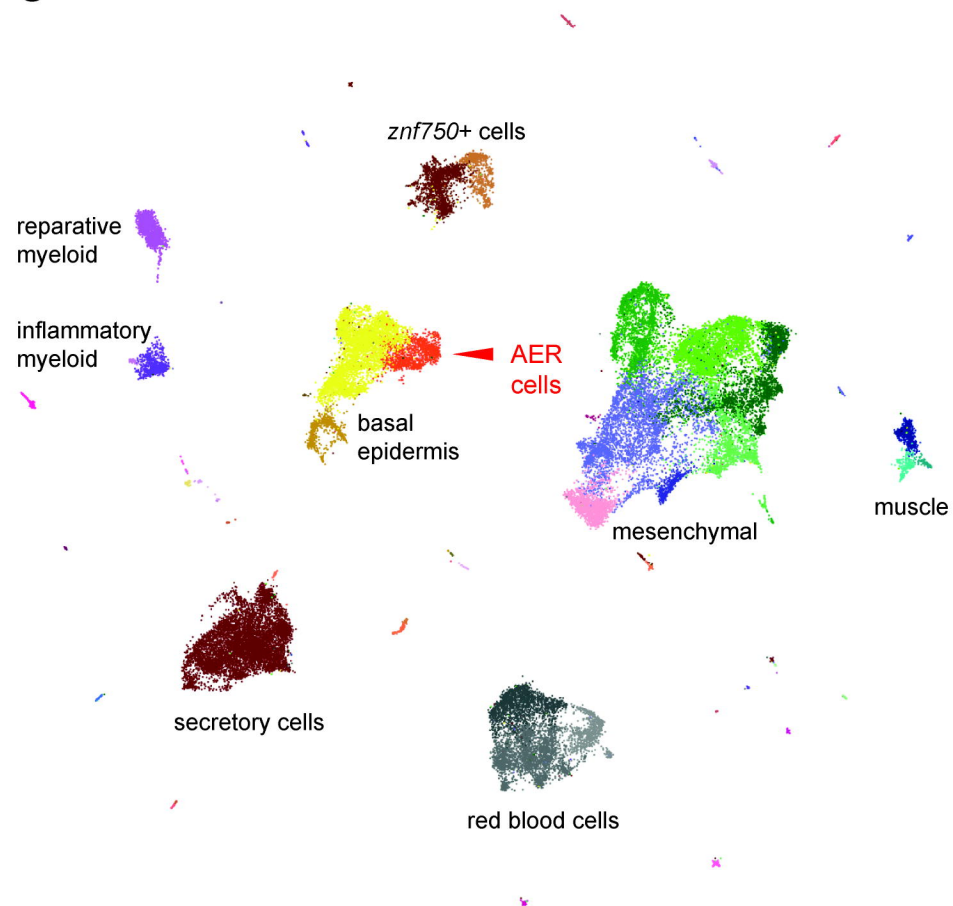 znf750+ cells
reparative
myeloid
inflammatory
myeloid
AER
cells
basal
epidermis
mesenchymal
muscle
secretory cells
red blood cells